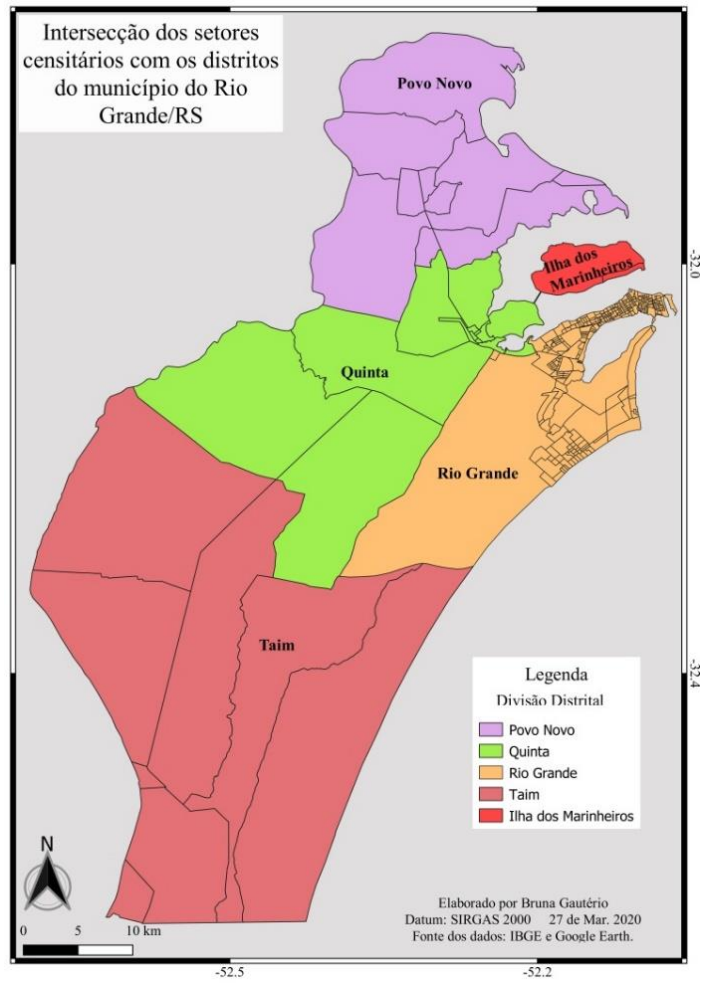 Intersecção dos setores
censitários com os distritos
do município do Rio
Grande/RS
Povo Novo
Ilha dos
Marinheiros
-32.0
Quinta
Rio Grande
Taim
-32.4
Legenda
Divisão Distrital
Povo Novo
Quinta
Rio Grande
Taim
Ilha dos Marinheiros
N
0 5 10 km
Elaborado por Bruna Gautério
Datum: SIRGAS 2000 27 de Mar. 2020
Fonte dos dados: IBGE e Google Earth.
-52.5 -52.2